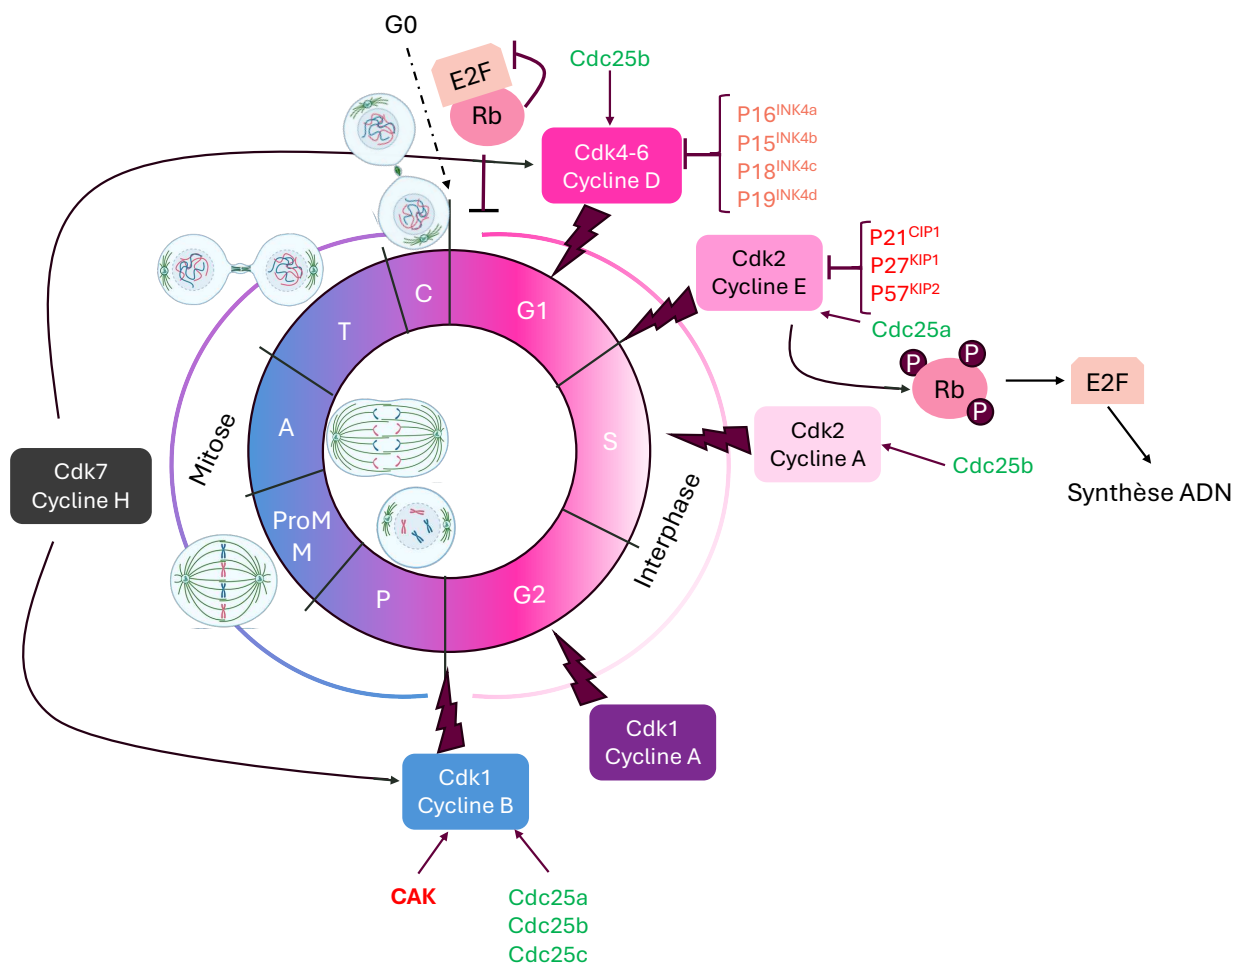 G0
E2F
Rb
Cdc25b
Cdk4-6
Cycline D
P16INK4a
P15INK4b
P18INK4c
P19INK4d
Cdk2
Cycline E
P21CIP1
P27KIP1
P57KIP2
Cdc25a
P
P
Rb
P
E2F
Synthèse ADN
Cdk2
Cycline A
Cdc25b
C
G1
T
S
A
ProM
M
P
G2
Mitose
Interphase
Cdk7
Cycline H
Cdk1
Cycline A
Cdk1
Cycline B
CAK
Cdc25a
Cdc25b
Cdc25c